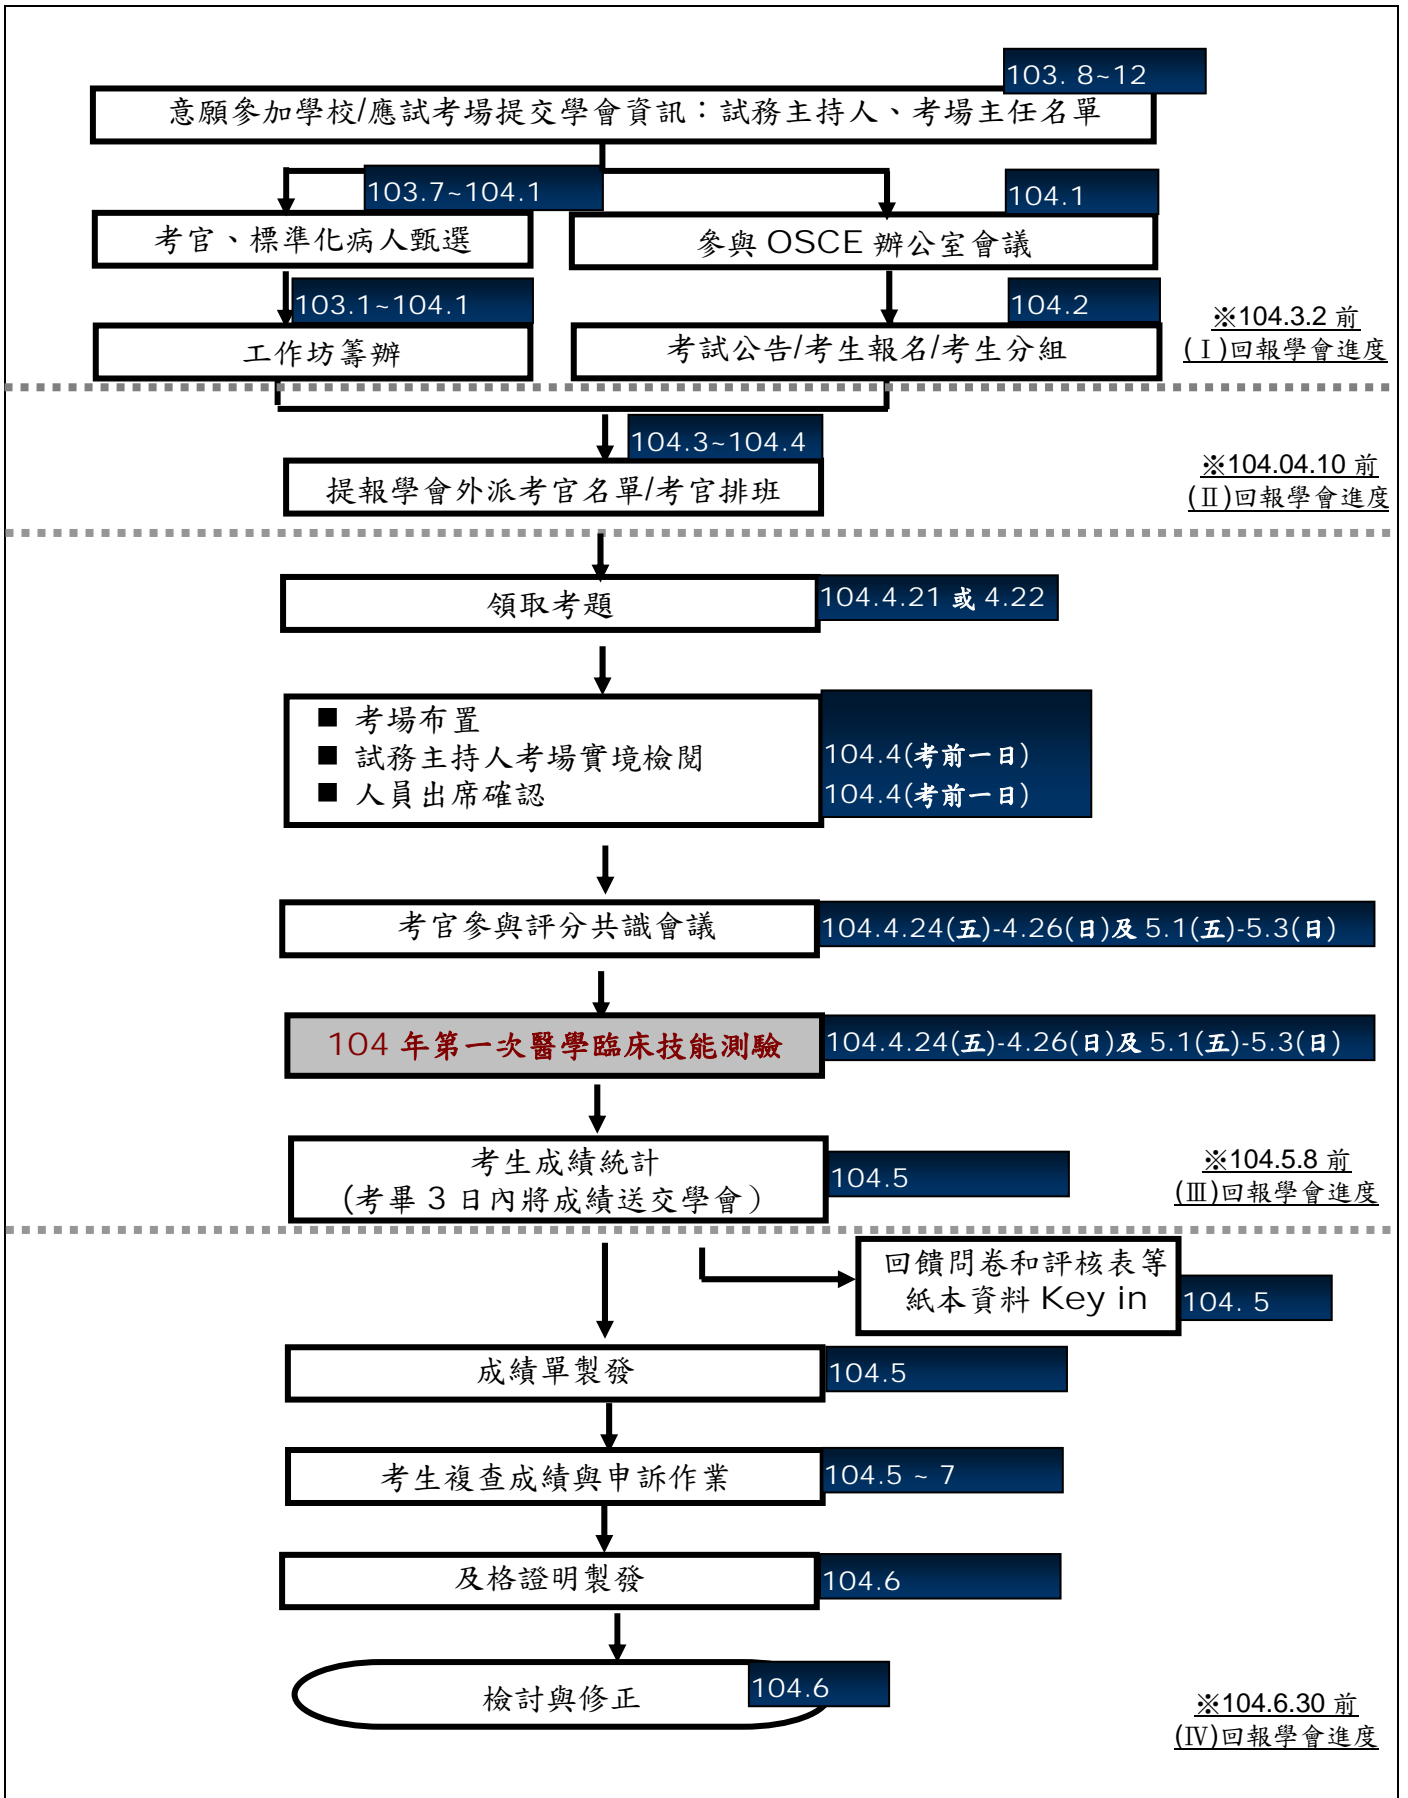 103. 8~12
意願參加學校/應試考場提交學會資訊：試務主持人、考場主任名單
103.7~104.1
考官、標準化病人甄選
104.1
參與 OSCE 辦公室會議
103.1~104.1
工作坊籌辦
104.2
考試公告/考生報名/考生分組
※104.3.2 前
(Ⅰ)回報學會進度
104.3~104.4
提報學會外派考官名單/考官排班
※104.04.10 前
(Ⅱ)回報學會進度
領取考題
104.4.21 或 4.22
■ 考場布置
■ 試務主持人考場實境檢閱
104.4(考前一日)
■ 人員出席確認
104.4(考前一日)
考官參與評分共識會議
104.4.24(五)-4.26(日)及 5.1(五)-5.3(日)
104 年第一次醫學臨床技能測驗
104.4.24(五)-4.26(日)及 5.1(五)-5.3(日)
考生成績統計
(考畢 3 日內將成績送交學會）
104.5
※104.5.8 前
(Ⅲ)回報學會進度
回饋問卷和評核表等
紙本資料 Key in
104. 5
成績單製發
104.5
考生複查成績與申訴作業
104.5 ~ 7
及格證明製發
104.6
檢討與修正
104.6
※104.6.30 前
(Ⅳ)回報學會進度